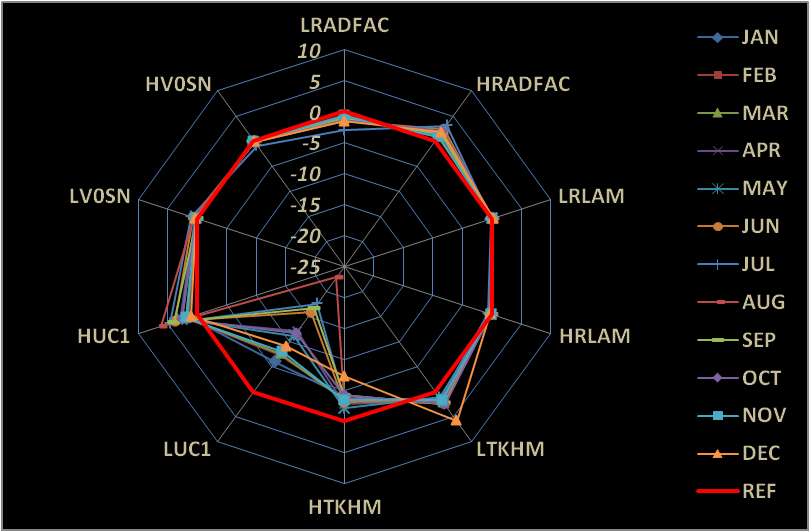 LRADFAC
10
HV0SN
5
HRADFAC
0
-5
-10
LV0SN
-15
LRLAM
-20
-25
HUC1
HRLAM
LUC1
LTKHM
HTKHM
JAN
FEB
MAR
APR
MAY
JUN
JUL
AUG
SEP
OCT
NOV
DEC
REF